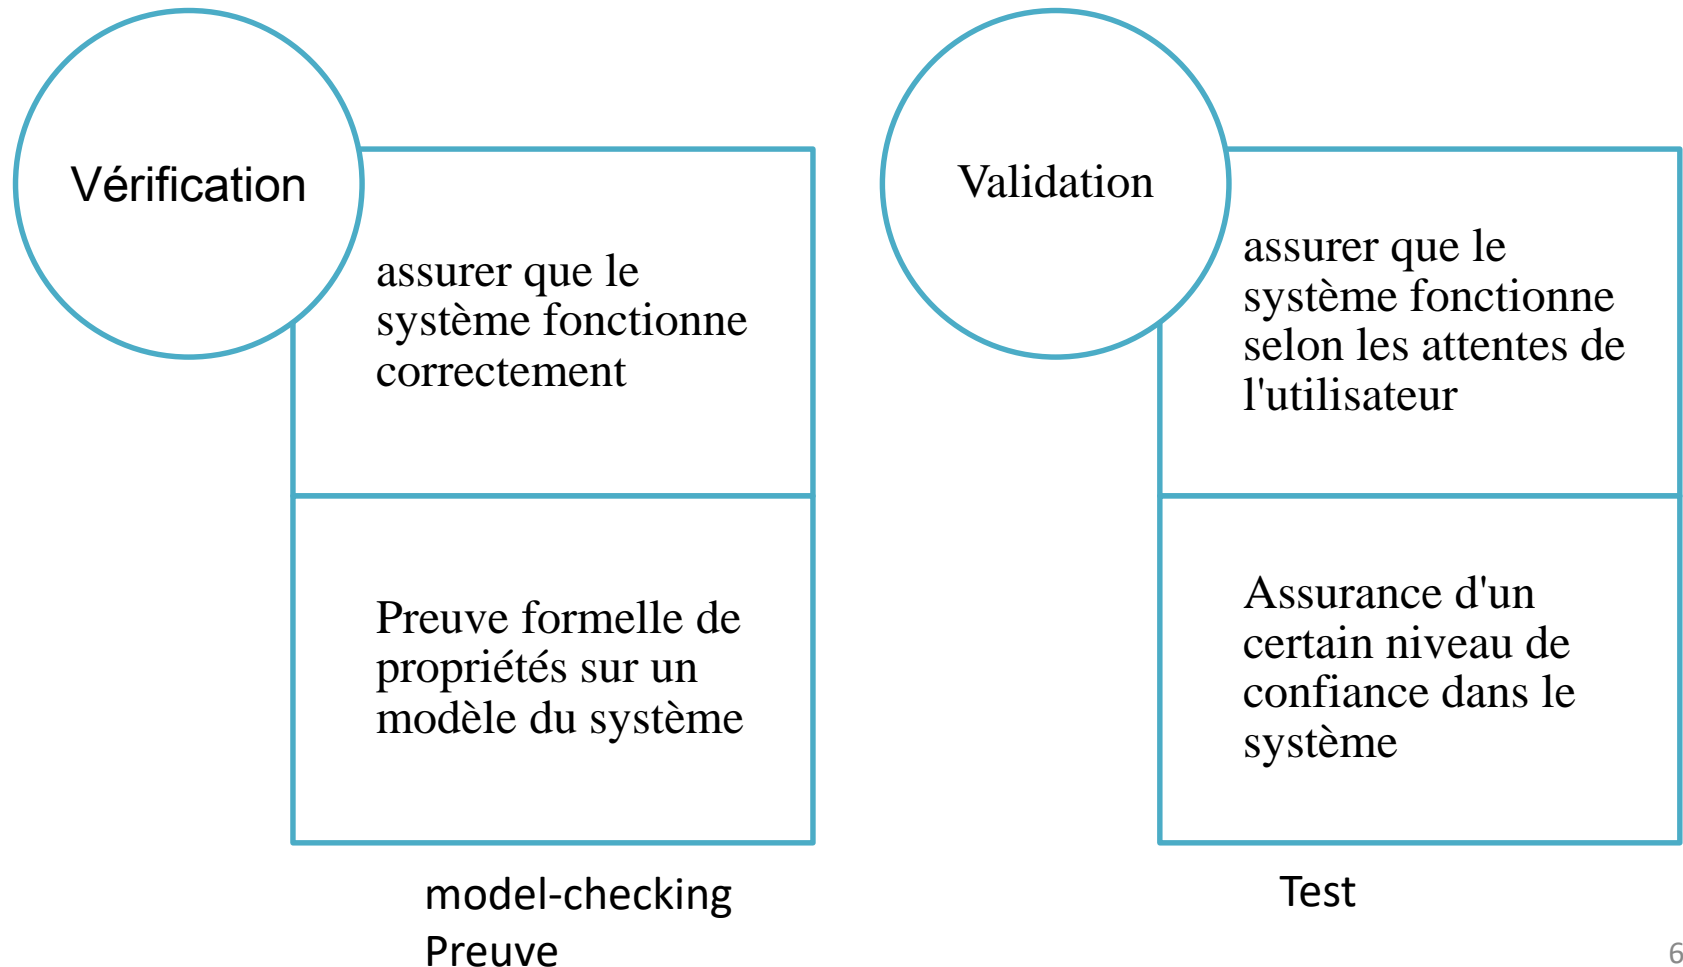 Vérification
assurer que le
système fonctionne
correctement
Preuve formelle de
propriétés sur un
modèle du système
model-checking
Preuve
Validation
assurer que le
système fonctionne
selon les attentes de
l'utilisateur
Assurance d'un
certain niveau de
confiance dans le
système
Test
6